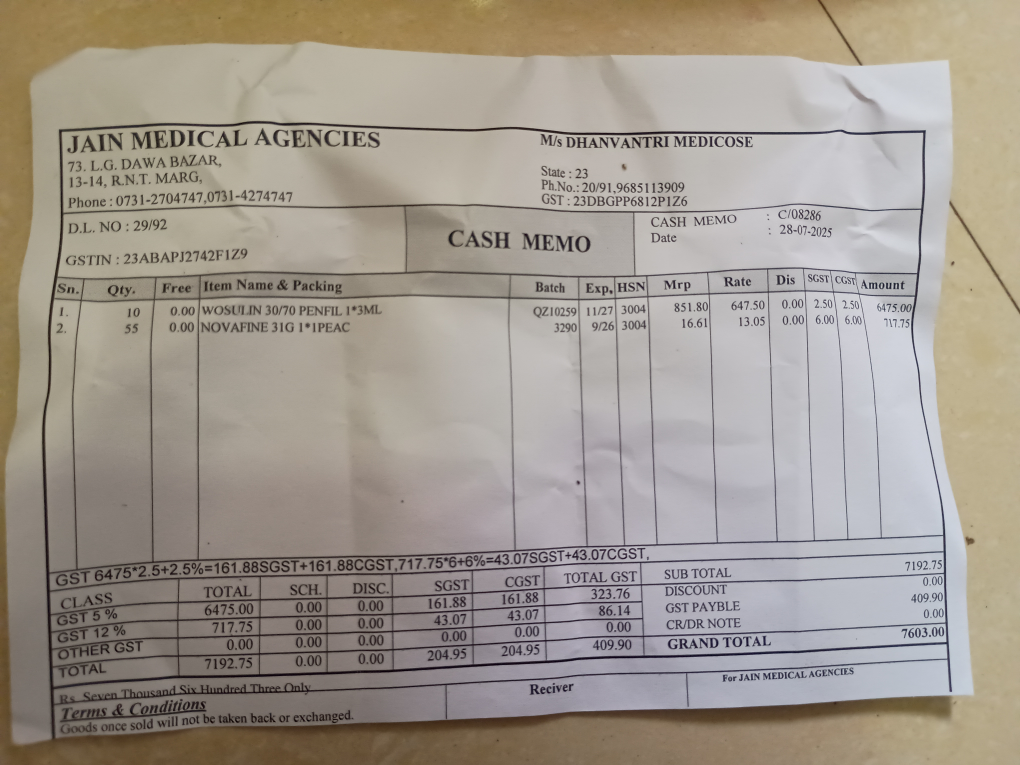 JAIN MEDICAL AGENCIES
73. L.G. DAWA BAZAR,
13-14, R.N.T. MARG,
Phone : 0731-2704747,0731-4274747
M/s DHANVANTRI MEDICOSE
State : 23
Ph.No.: 20/91,9685113909
GST : 23DBGPP6812P1Z6
D.L. NO : 29/92
GSTIN : 23ABAPJ2742F1Z9
CASH MEMO
CASH MEMO : C/08286
Date : 28-07-2025
Sn. Qty. Free Item Name & Packing Batch Exp. HSN Mrp Rate Dis SGST CGST Amount
1. 10 0.00 WOSULIN 30/70 PENFIL 1*3ML QZ10259 11/27 3004 851.80 647.50 0.00 2.50 2.50 6475.00
2. 55 0.00 NOVAFINE 31G 1*1PEAC 3290 9/26 3004 16.61 13.05 0.00 6.00 6.00 717.75
GST 6475*2.5+2.5%=161.88SGST+161.88CGST,717.75*6+6%=43.07SGST+43.07CGST,
CLASS TOTAL SCH. DISC. SGST CGST TOTAL GST
GST 5 % 6475.00 0.00 0.00 161.88 161.88 323.76
GST 12 % 717.75 0.00 0.00 43.07 43.07 86.14
OTHER GST 0.00 0.00 0.00 0.00 0.00 0.00
TOTAL 7192.75 0.00 0.00 204.95 204.95 409.90
SUB TOTAL 7192.75
DISCOUNT 0.00
GST PAYBLE 409.90
CR/DR NOTE 0.00
GRAND TOTAL 7603.00
Rs. Seven Thousand Six Hundred Three Only
Terms & Conditions
Goods once sold will not be taken back or exchanged.
Reciver
For JAIN MEDICAL AGENCIES